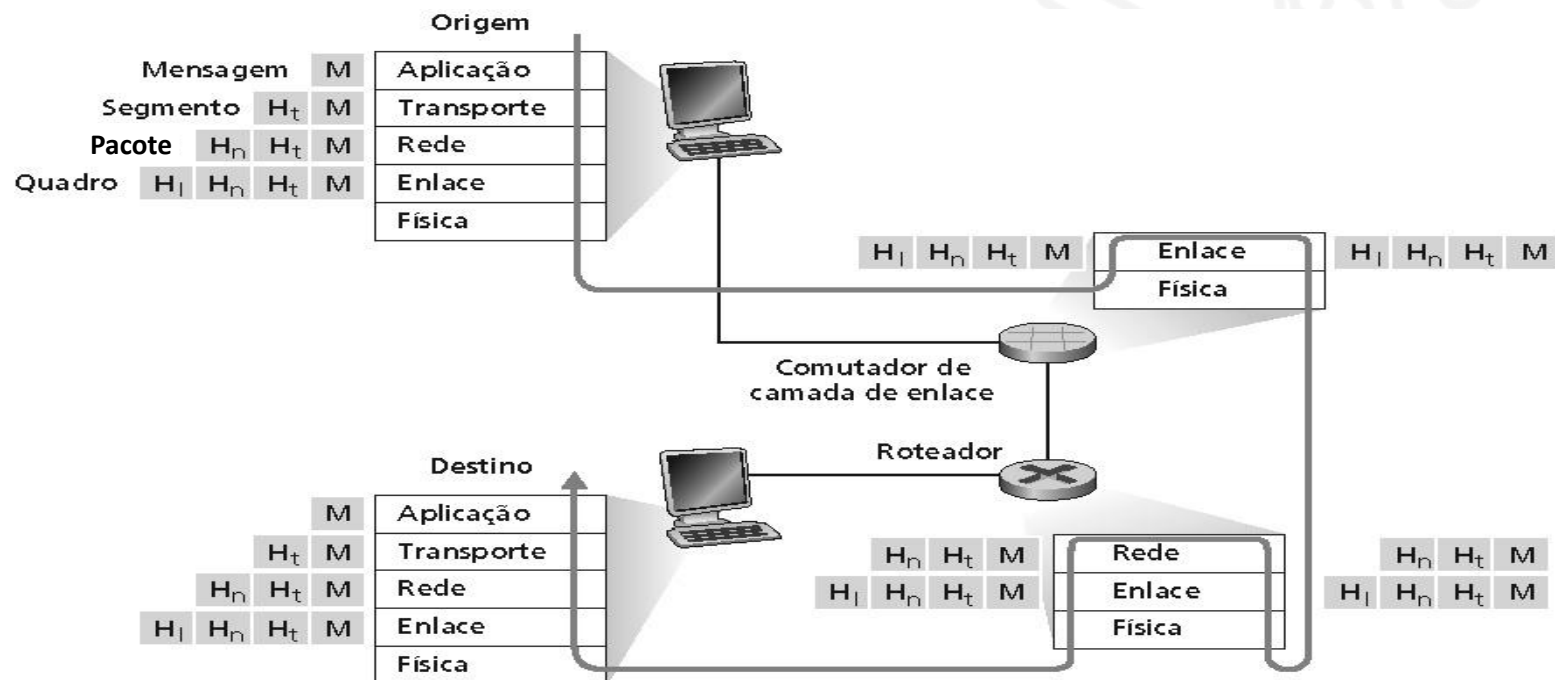 Origem
Mensagem M Aplicação
Segmento Ht M Transporte
Pacote Hn Ht M Rede
Quadro Hl Hn Ht M Enlace
Física
Hl Hn Ht M Enlace Hl Hn Ht M
Física
Comutador de
camada de enlace
Roteador
Destino
M Aplicação
Ht M Transporte
Hn Ht M Rede
Hl Hn Ht M Enlace
Física
Hn Ht M Rede Hn Ht M
Hl Hn Ht M Enlace Hl Hn Ht M
Física